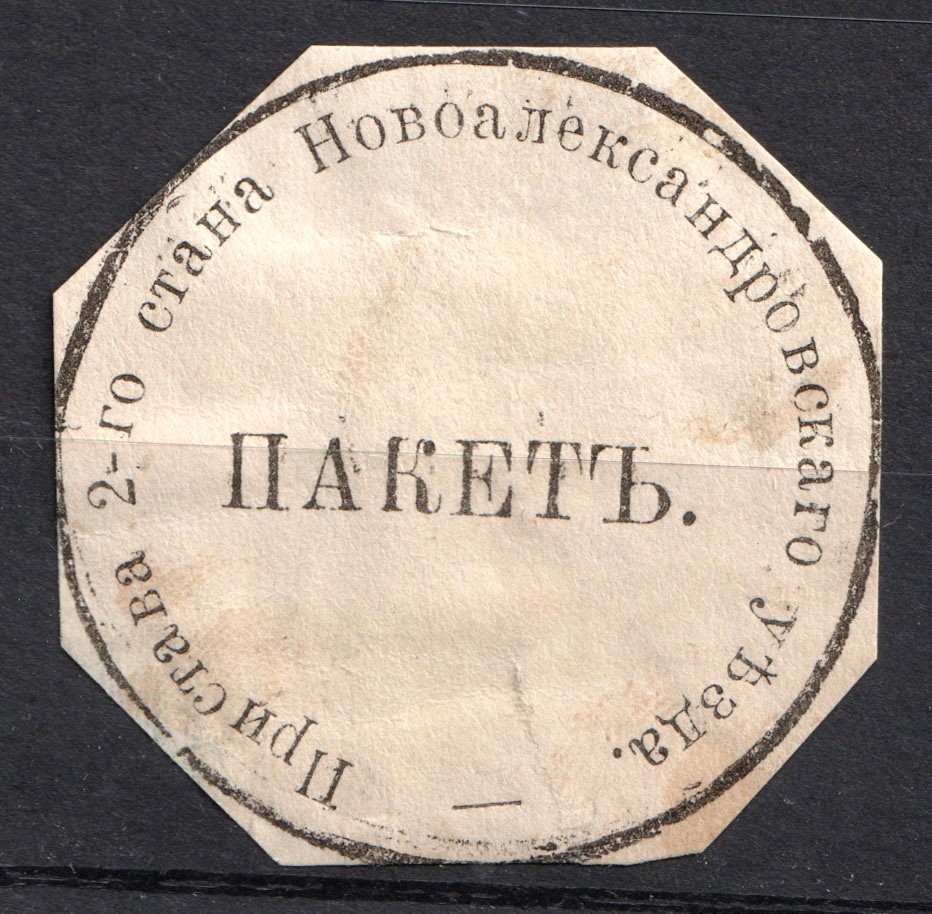 Пристава 2-го стана Новоалександровскаго уѣзда.
ПАКЕТЪ.